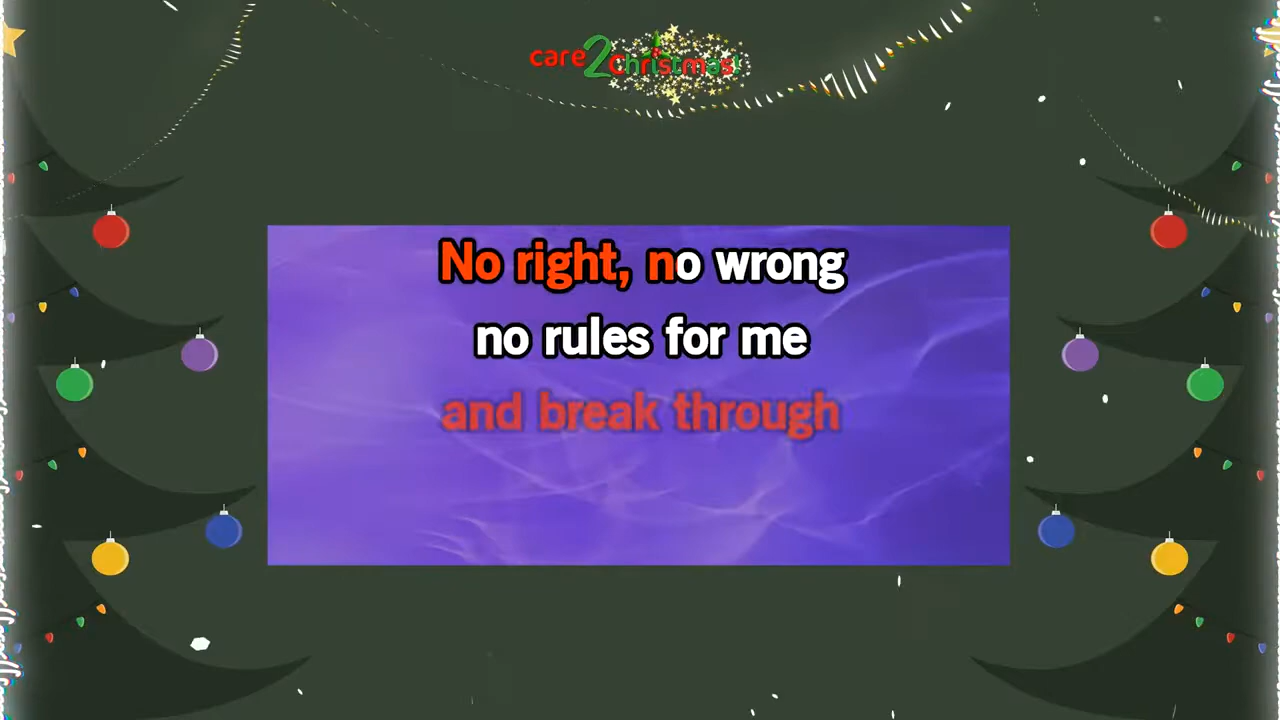 care2Christmas!
No right, no wrong
no rules for me
and break through